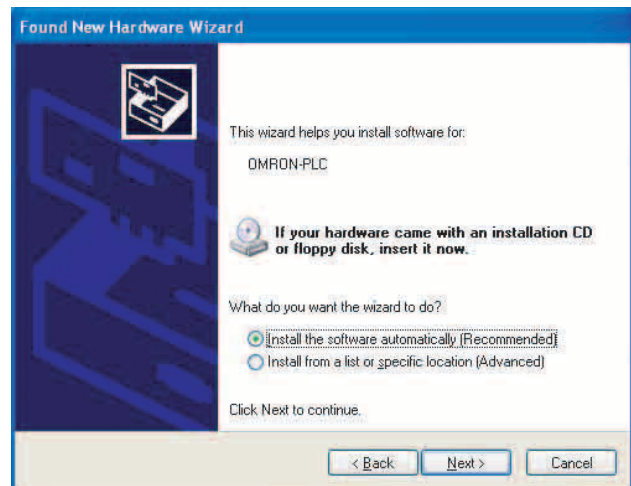 Found New Hardware Wizard
This wizard helps you install software for:
OMRON-PLC
If your hardware came with an installation CD
or floppy disk, insert it now.
What do you want the wizard to do?
Install the software automatically (Recommended)
Install from a list or specific location (Advanced)
Click Next to continue.
< Back
Next >
Cancel